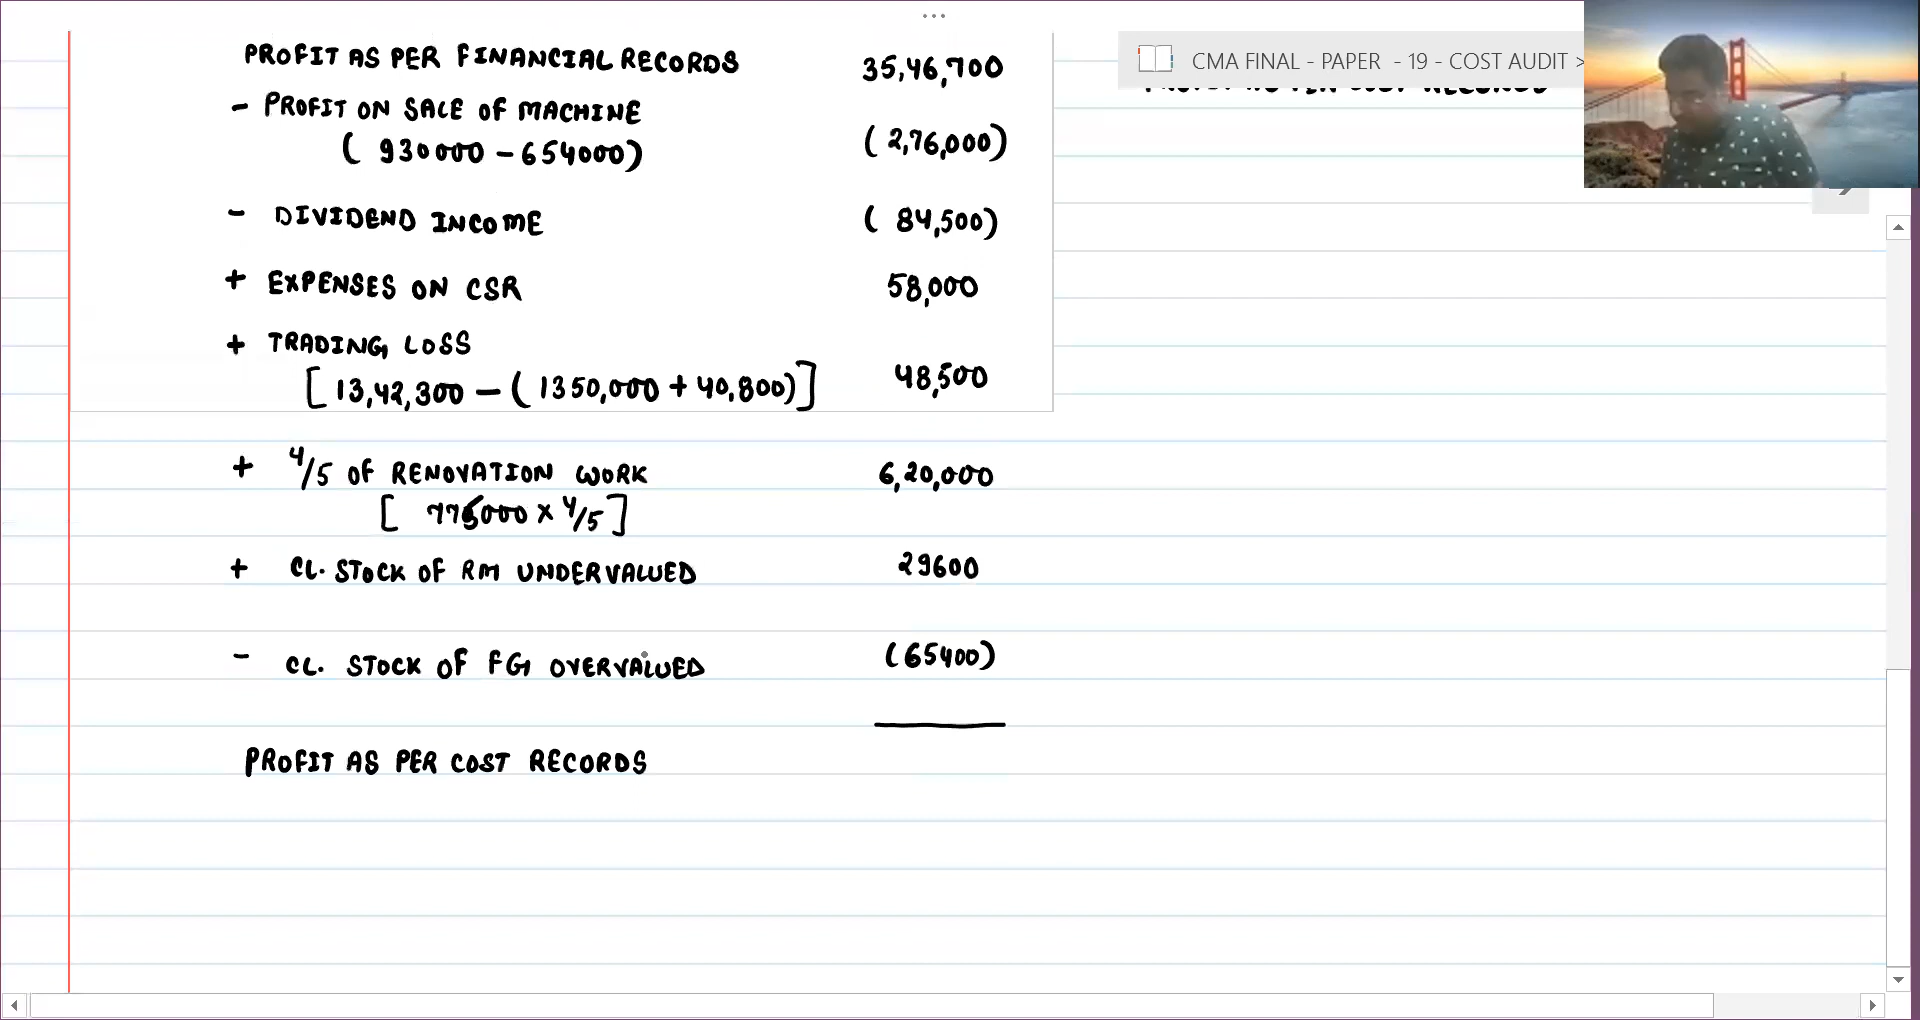 PROFIT AS PER FINANCIAL RECORDS 35,46,700
- PROFIT ON SALE OF MACHINE
( 930000 - 654000) ( 2,76,000)
- DIVIDEND INCOME ( 84,500)
+ EXPENSES ON CSR 58,000
+ TRADING LOSS
[ 13,42,300 - ( 1350,000 + 40,800)] 48,500
+ 4/5 OF RENOVATION WORK 6,20,000
[ 775000 x 4/5 ]
+ CL. STOCK OF RM UNDERVALUED 29600
- CL. STOCK OF FG OVERVALUED (65400)
PROFIT AS PER COST RECORDS
CMA FINAL - PAPER - 19 - COST AUDIT >